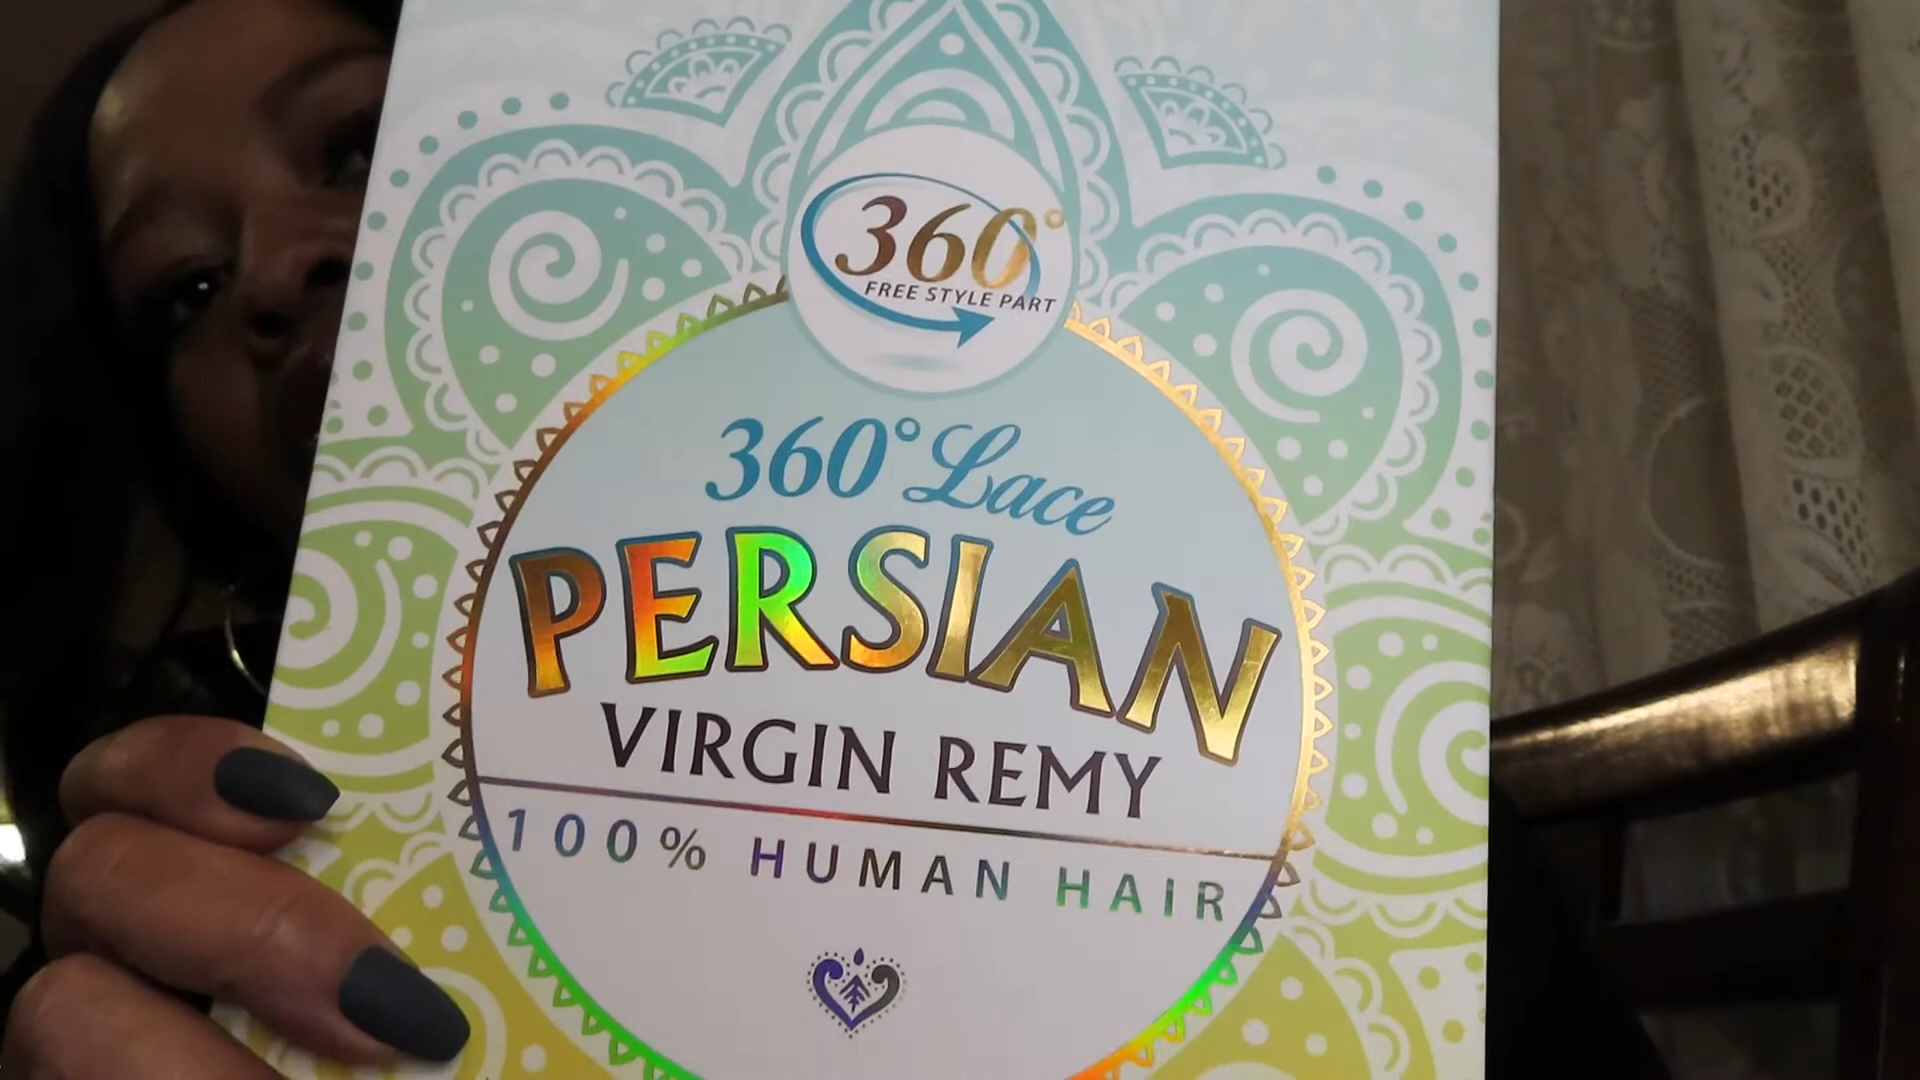 360°
FREE STYLE PART
360° Lace
PERSIAN
VIRGIN REMY
100% HUMAN HAIR